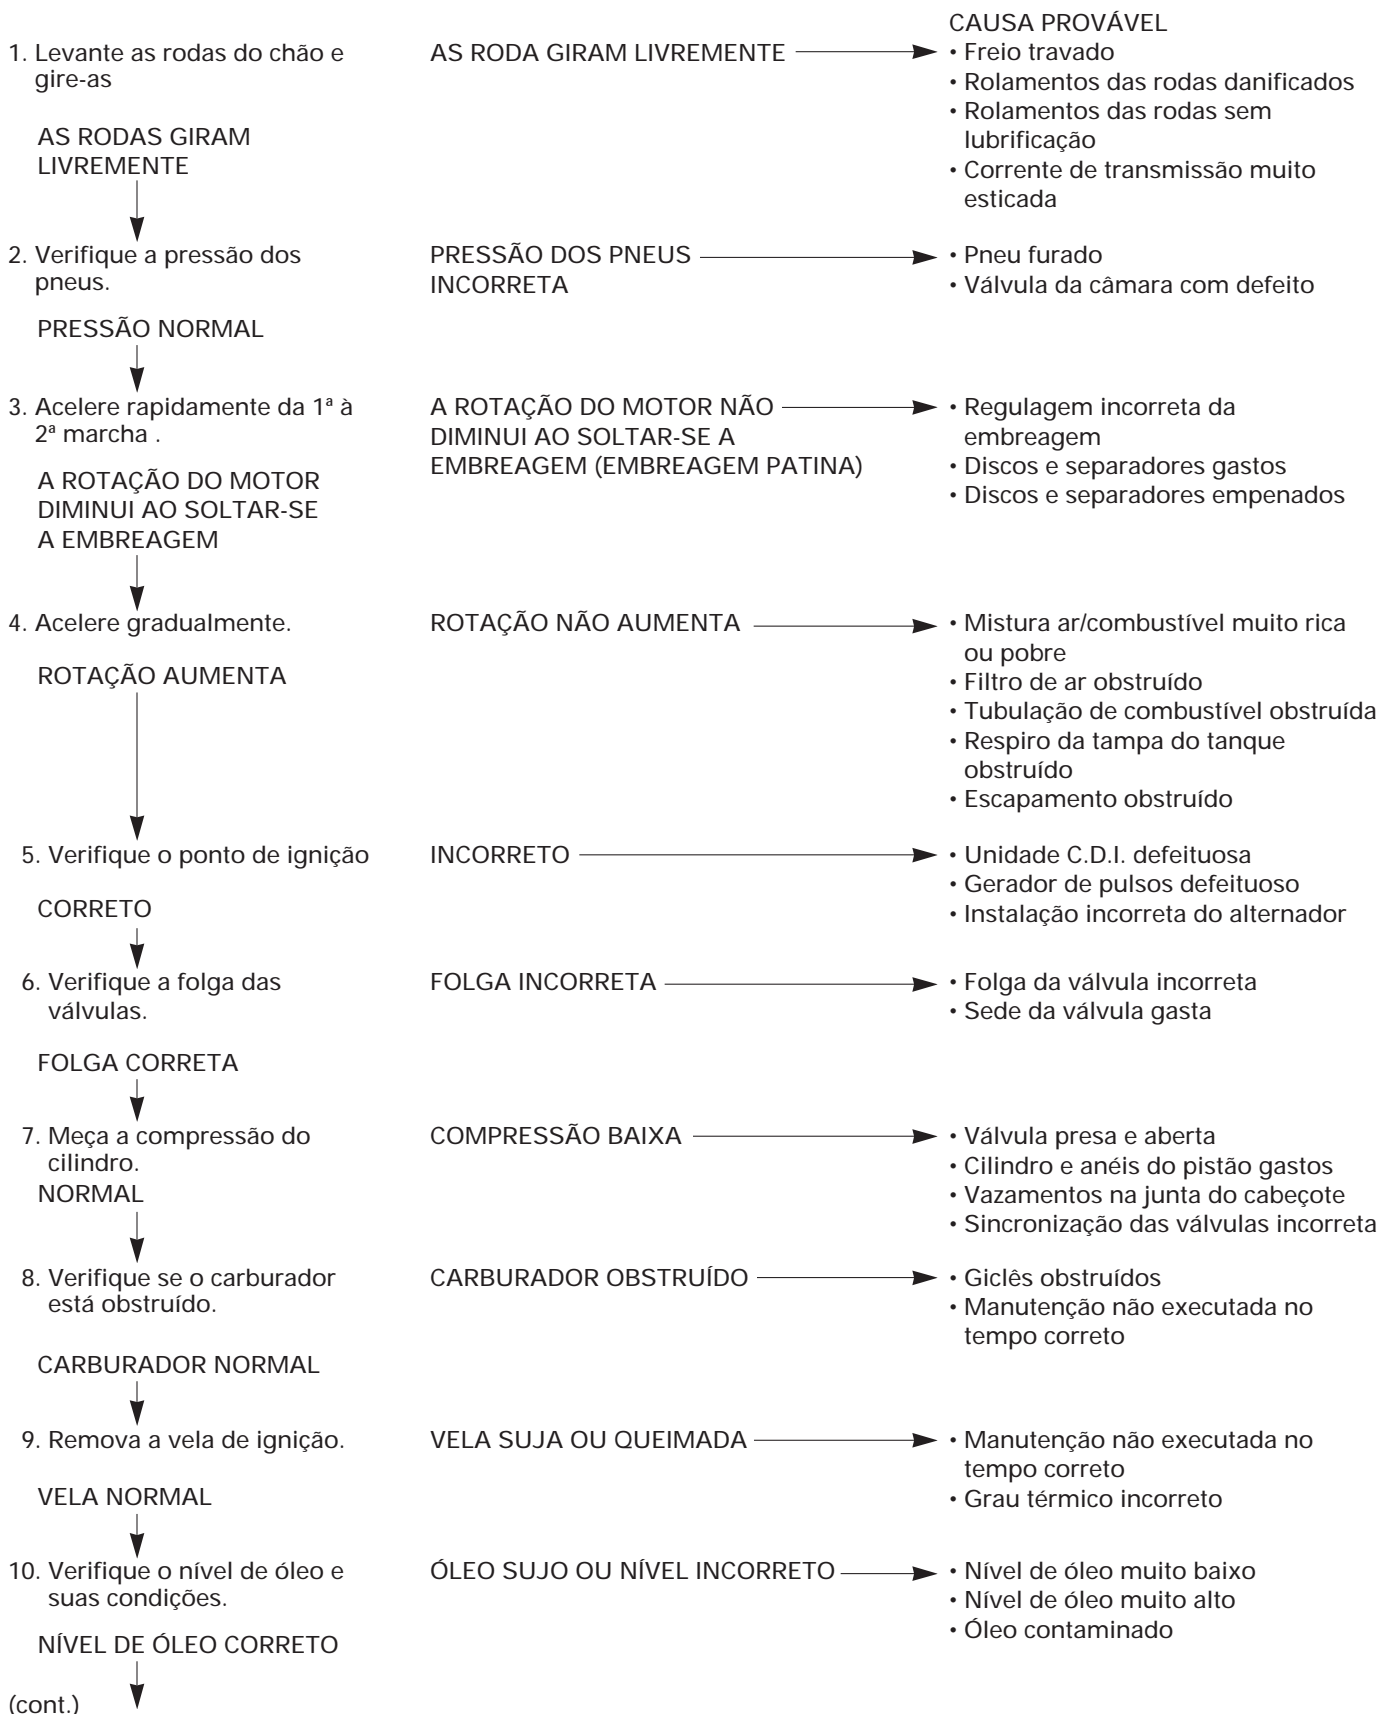 CAUSA PROVÁVEL
1. Levante as rodas do chão e
gire-as
AS RODA GIRAM LIVREMENTE
• Freio travado
• Rolamentos das rodas danificados
• Rolamentos das rodas sem
lubrificação
• Corrente de transmissão muito
esticada
AS RODAS GIRAM
LIVREMENTE
2. Verifique a pressão dos
pneus.
PRESSÃO DOS PNEUS
INCORRETA
• Pneu furado
• Válvula da câmara com defeito
PRESSÃO NORMAL
3. Acelere rapidamente da 1ª à
2ª marcha .
A ROTAÇÃO DO MOTOR NÃO
DIMINUI AO SOLTAR-SE A
EMBREAGEM (EMBREAGEM PATINA)
• Regulagem incorreta da
embreagem
• Discos e separadores gastos
• Discos e separadores empenados
A ROTAÇÃO DO MOTOR
DIMINUI AO SOLTAR-SE
A EMBREAGEM
4. Acelere gradualmente.
ROTAÇÃO NÃO AUMENTA
• Mistura ar/combustível muito rica
ou pobre
• Filtro de ar obstruído
• Tubulação de combustível obstruída
• Respiro da tampa do tanque
obstruído
• Escapamento obstruído
ROTAÇÃO AUMENTA
5. Verifique o ponto de ignição
INCORRETO
• Unidade C.D.I. defeituosa
• Gerador de pulsos defeituoso
• Instalação incorreta do alternador
CORRETO
6. Verifique a folga das
válvulas.
FOLGA INCORRETA
• Folga da válvula incorreta
• Sede da válvula gasta
FOLGA CORRETA
7. Meça a compressão do
cilindro.
COMPRESSÃO BAIXA
• Válvula presa e aberta
• Cilindro e anéis do pistão gastos
• Vazamentos na junta do cabeçote
• Sincronização das válvulas incorreta
NORMAL
8. Verifique se o carburador
está obstruído.
CARBURADOR OBSTRUÍDO
• Giclês obstruídos
• Manutenção não executada no
tempo correto
CARBURADOR NORMAL
9. Remova a vela de ignição.
VELA SUJA OU QUEIMADA
• Manutenção não executada no
tempo correto
• Grau térmico incorreto
VELA NORMAL
10. Verifique o nível de óleo e
suas condições.
ÓLEO SUJO OU NÍVEL INCORRETO
• Nível de óleo muito baixo
• Nível de óleo muito alto
• Óleo contaminado
NÍVEL DE ÓLEO CORRETO
(cont.)